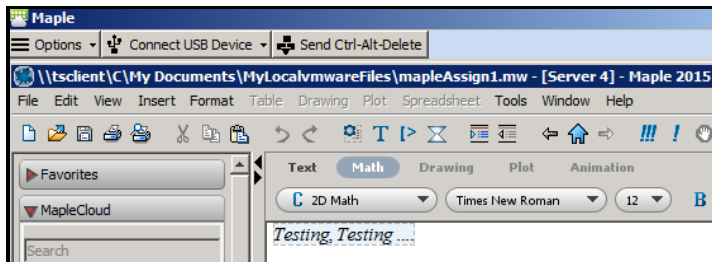 Maple
Options Connect USB Device Send Ctrl-Alt-Delete
\\tsclient\C\My Documents\MyLocalvmwareFiles\mapleAssign1.mw - [Server 4] - Maple 2015
File Edit View Insert Format Table Drawing Plot Spreadsheet Tools Window Help
T !!! !
Favorites
MapleCloud
Search
Text Math Drawing Plot Animation
C 2D Math Times New Roman 12 B
Testing, Testing ....